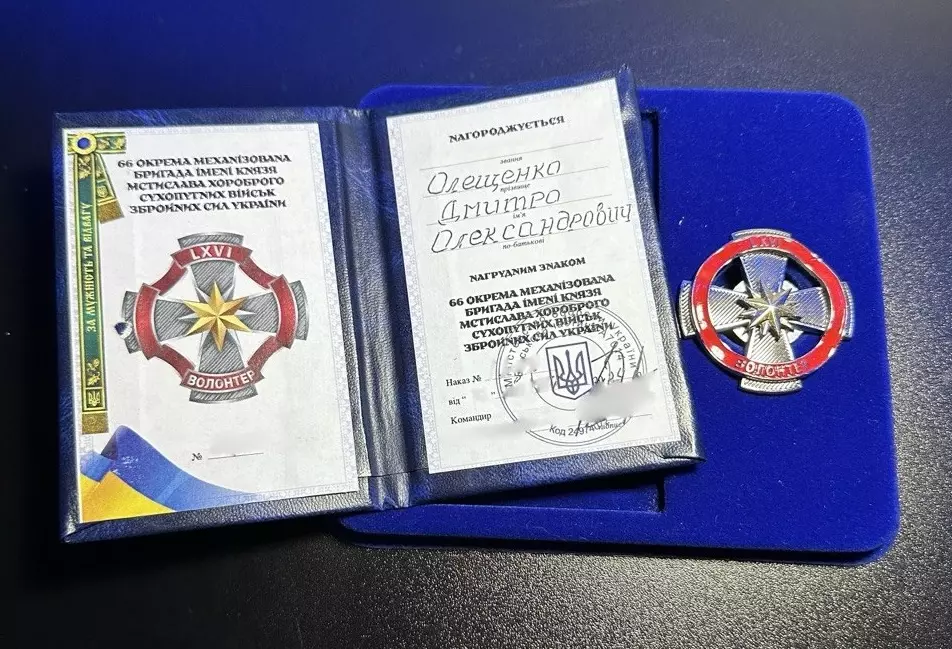 66 ОКРЕМА МЕХАНІЗОВАНА
БРИГАДА ІМЕНІ КНЯЗЯ
МСТИСЛАВА ХОРОБРОГО
СУХОПУТНИХ ВІЙСЬК
ЗБРОЙНИХ СИЛ УКРАЇНИ
ЗА МУЖНІСТЬ ТА ВІДВАГУ
LXVI
ВОЛОНТЕР
№
НАГОРОДЖУЄТЬСЯ
звання
Олещенко
прізвище
Дмитро
ім'я
Олександрович
по-батькові
НАГРУДНИМ ЗНАКОМ
66 ОКРЕМА МЕХАНІЗОВАНА
БРИГАДА ІМЕНІ КНЯЗЯ
МСТИСЛАВА ХОРОБРОГО
СУХОПУТНИХ ВІЙСЬК
ЗБРОЙНИХ СИЛ УКРАЇНИ
Наказ №
від "
Командир
Код
LXVI
ВОЛОНТЕР